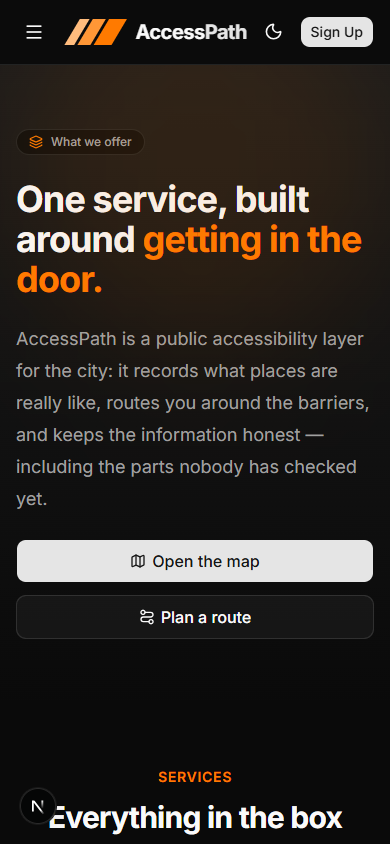 AccessPath
Sign Up
What we offer
One service, built
around getting in the
door.
AccessPath is a public accessibility layer
for the city: it records what places are
really like, routes you around the barriers,
and keeps the information honest —
including the parts nobody has checked
yet.
Open the map
Plan a route
SERVICES
N
Everything in the box